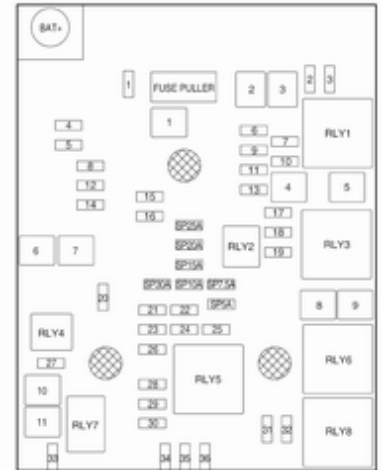 BAT+
1 FUSE PULLER 2 3 2 3
1
4
5
6
7
RLY1
8
9
10
11
12
13
4
5
14
15
16
17
SP25A
18
SP20A
RLY2
19
RLY3
SP15A
6 7
SP30A SP10A SP7.5A
20
SP5A
21 22
8 9
23 24 25
RLY4
26
27
RLY5
RLY6
10
28
29
11
RLY7
30
31 32
RLY8
33
34 35 36